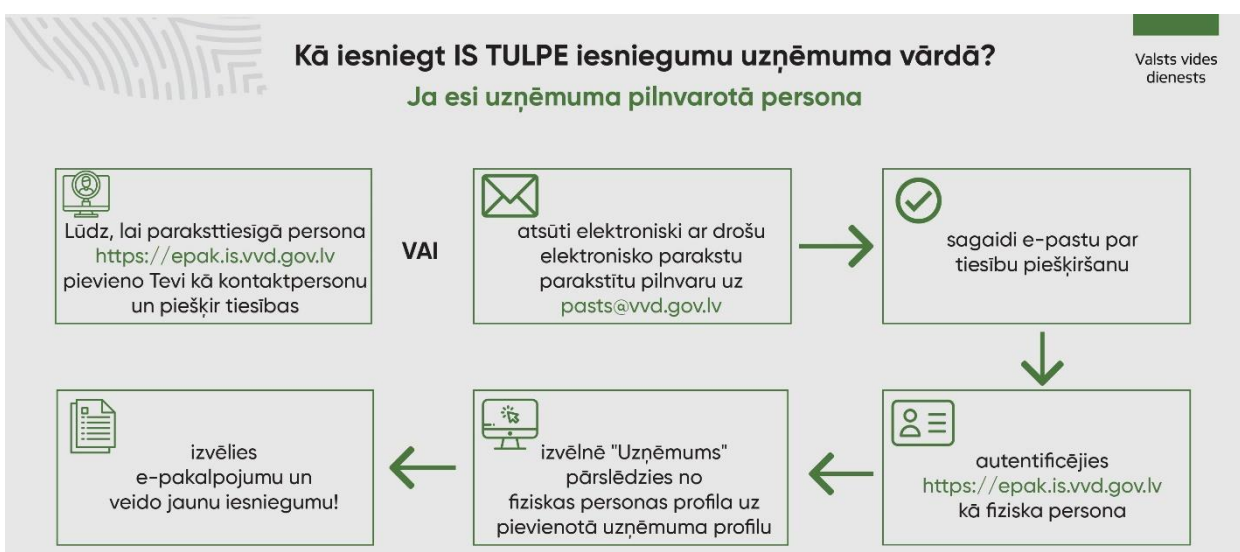 Kā iesniegt IS TULPE iesniegumu uzņēmuma vārdā?
Ja esi uzņēmuma pilnvarotā persona
Valsts vides
dienests
Lūdz, lai paraksttiesīgā persona
https://epak.is.vvd.gov.lv
pievieno Tevi kā kontaktpersonu
un piešķir tiesības
VAI
atsūti elektroniski ar drošu
elektronisko parakstu
parakstītu pilnvaru uz
pasts@vvd.gov.lv
sagaidi e-pastu par
tiesību piešķiršanu
autentificējies
https://epak.is.vvd.gov.lv
kā fiziska persona
izvēlnē "Uzņēmums"
pārslēdzies no
fiziskas personas profila uz
pievienotā uzņēmuma profilu
izvēlies
e-pakalpojumu un
veido jaunu iesniegumu!